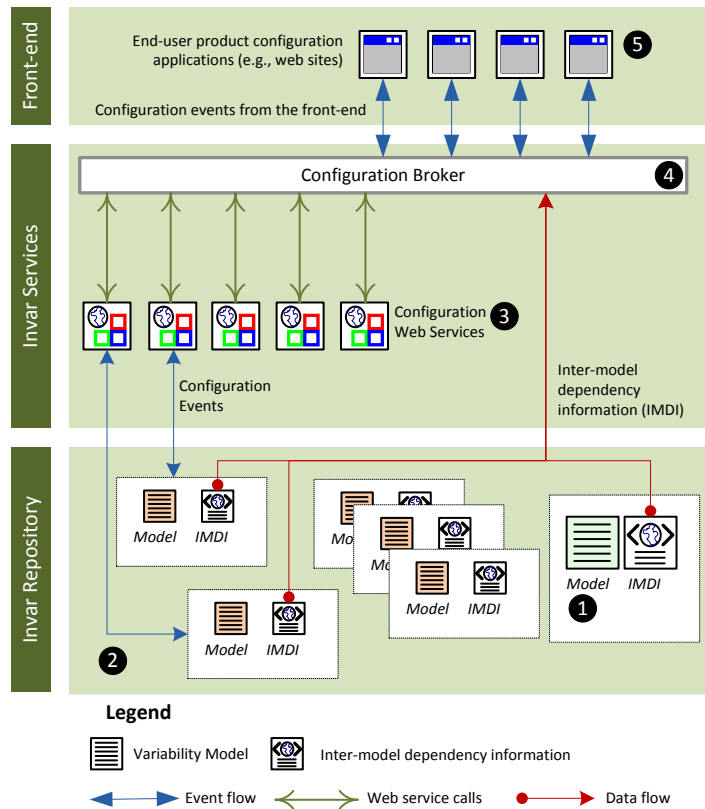 Front-end
End-user product configuration
applications (e.g., web sites)
5
Configuration events from the front-end
Invar Services
Configuration Broker
4
Configuration
Web Services
3
Configuration
Events
Inter-model
dependency
information (IMDI)
Invar Repository
Model IMDI
Model
Model
Model IMDI
Model IMDI
1
Model IMDI
2
Legend
Variability Model
Inter-model dependency information
Event flow
Web service calls
Data flow